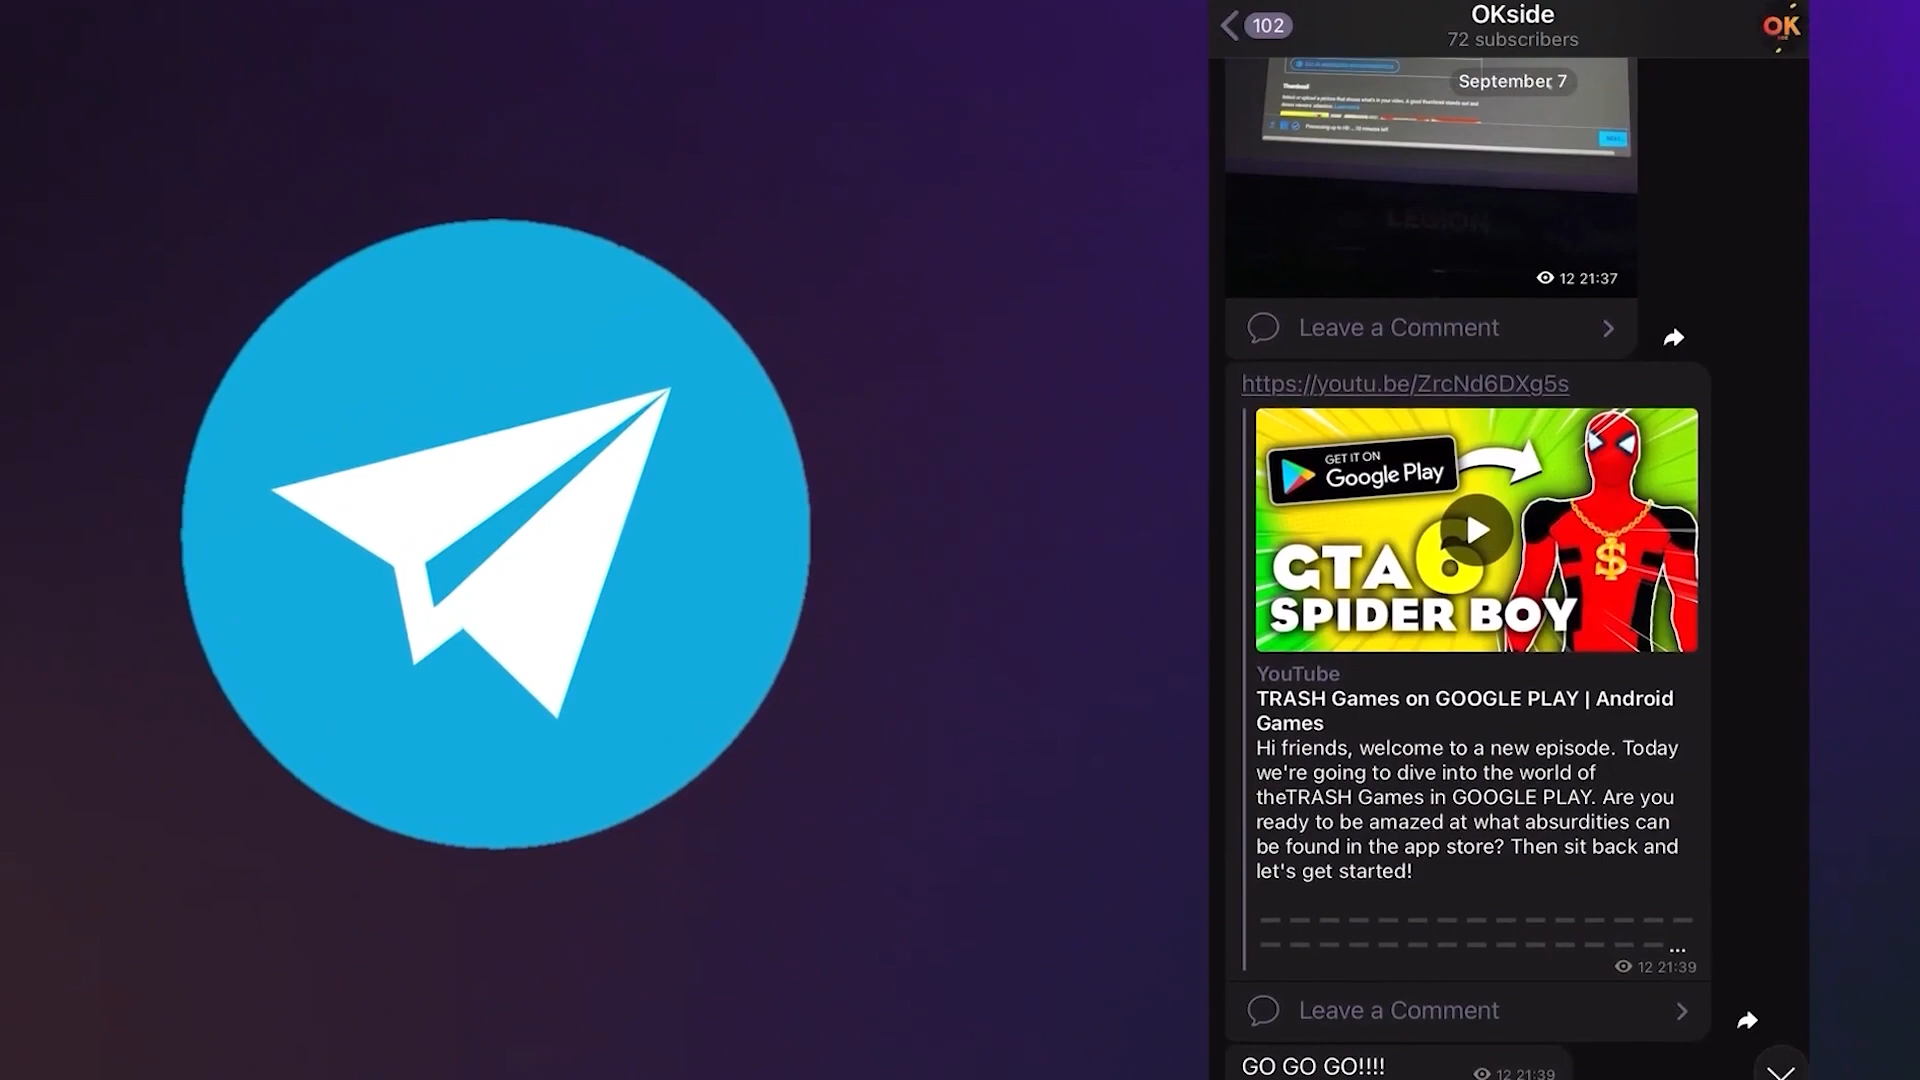 102
OKside
72 subscribers
OK
September 7
Thumbnail
LEGION
12 21:37
Leave a Comment
https://youtu.be/ZrcNd6DXg5s
GET IT ON
Google Play
GTA 6
SPIDER BOY
$
YouTube
TRASH Games on GOOGLE PLAY | Android
Games
Hi friends, welcome to a new episode. Today
we're going to dive into the world of
theTRASH Games in GOOGLE PLAY. Are you
ready to be amazed at what absurdities can
be found in the app store? Then sit back and
let's get started!
...
12 21:39
Leave a Comment
GO GO GO!!!!
12 21:39